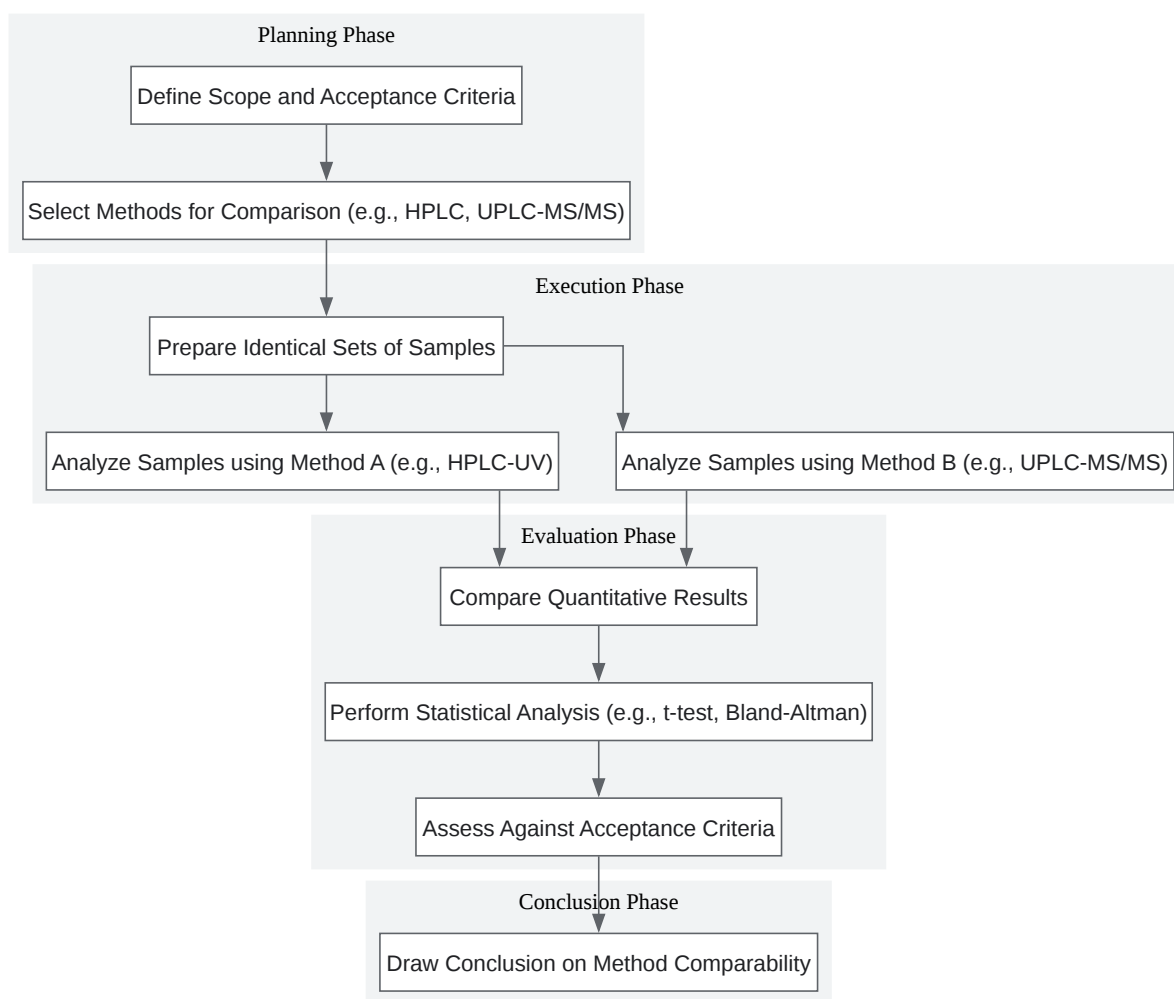 Planning Phase
Define Scope and Acceptance Criteria
Select Methods for Comparison (e.g., HPLC, UPLC-MS/MS)
Execution Phase
Prepare Identical Sets of Samples
Analyze Samples using Method A (e.g., HPLC-UV)
Analyze Samples using Method B (e.g., UPLC-MS/MS)
Evaluation Phase
Compare Quantitative Results
Perform Statistical Analysis (e.g., t-test, Bland-Altman)
Assess Against Acceptance Criteria
Conclusion Phase
Draw Conclusion on Method Comparability